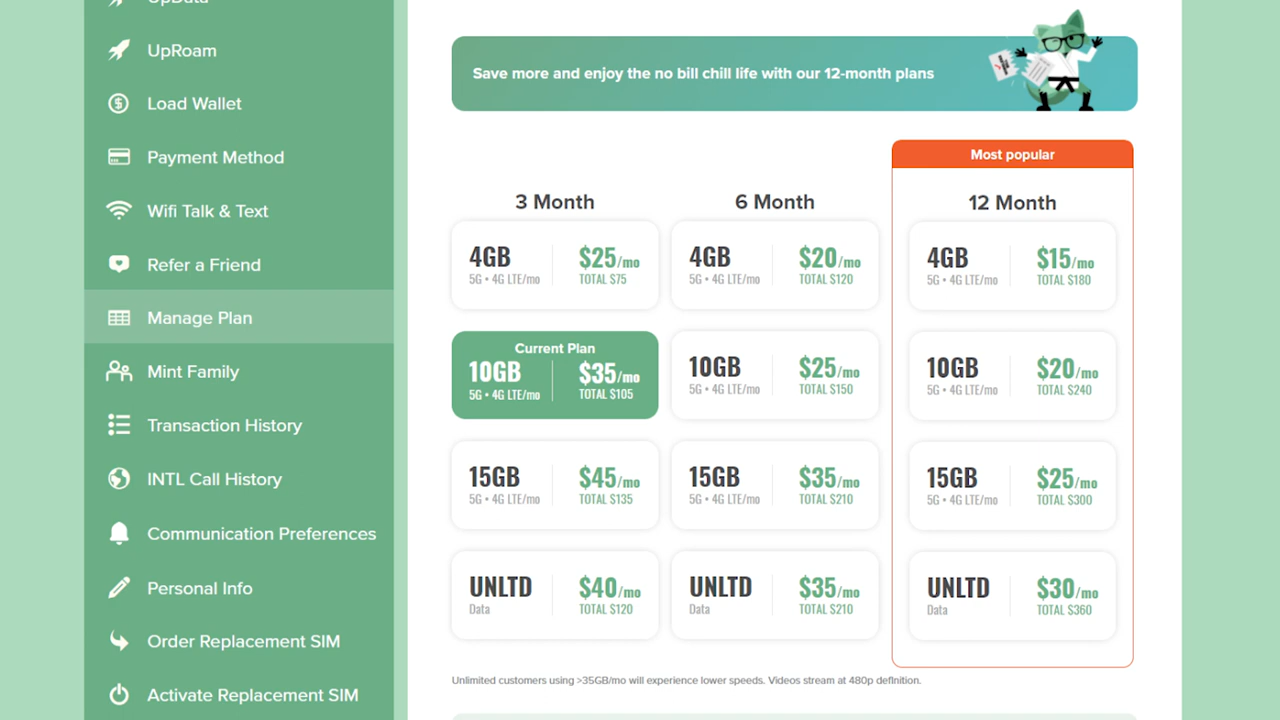 UpData
UpRoam
Load Wallet
Payment Method
Wifi Talk & Text
Refer a Friend
Manage Plan
Mint Family
Transaction History
INTL Call History
Communication Preferences
Personal Info
Order Replacement SIM
Activate Replacement SIM
Save more and enjoy the no bill chill life with our 12-month plans
Most popular
3 Month
6 Month
12 Month
4GB
5G • 4G LTE/mo
$25/mo
TOTAL $75
4GB
5G • 4G LTE/mo
$20/mo
TOTAL $120
4GB
5G • 4G LTE/mo
$15/mo
TOTAL $180
Current Plan
10GB
5G • 4G LTE/mo
$35/mo
TOTAL $105
10GB
5G • 4G LTE/mo
$25/mo
TOTAL $150
10GB
5G • 4G LTE/mo
$20/mo
TOTAL $240
15GB
5G • 4G LTE/mo
$45/mo
TOTAL $135
15GB
5G • 4G LTE/mo
$35/mo
TOTAL $210
15GB
5G • 4G LTE/mo
$25/mo
TOTAL $300
UNLTD
Data
$40/mo
TOTAL $120
UNLTD
Data
$35/mo
TOTAL $210
UNLTD
Data
$30/mo
TOTAL $360
Unlimited customers using >35GB/mo will experience lower speeds. Videos stream at 480p definition.